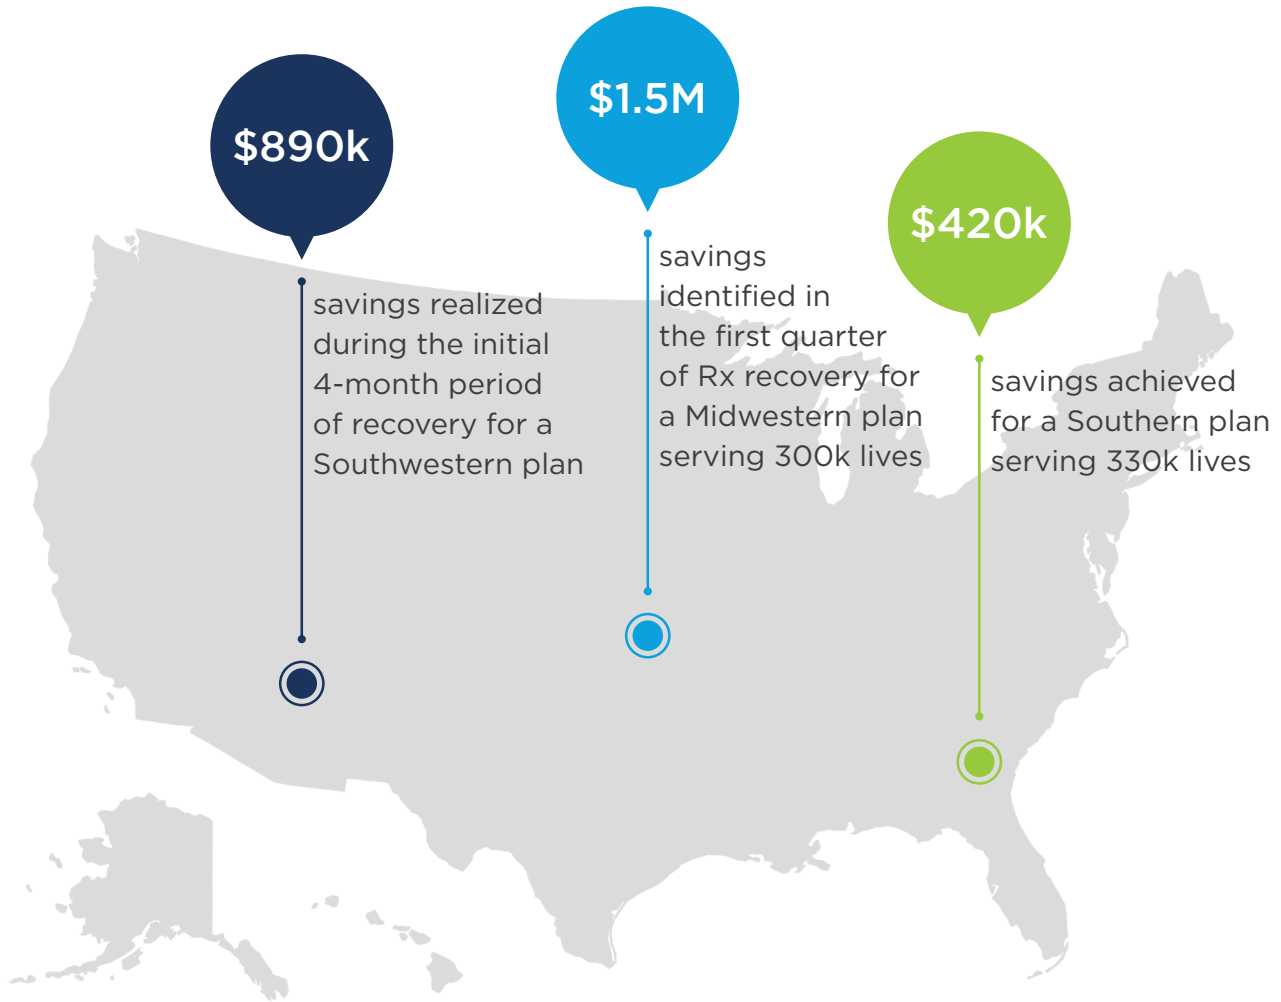 $890k
savings realized
during the initial
4-month period
of recovery for a
Southwestern plan
$1.5M
savings
identified in
the first quarter
of Rx recovery for
a Midwestern plan
serving 300k lives
$420k
savings achieved
for a Southern plan
serving 330k lives